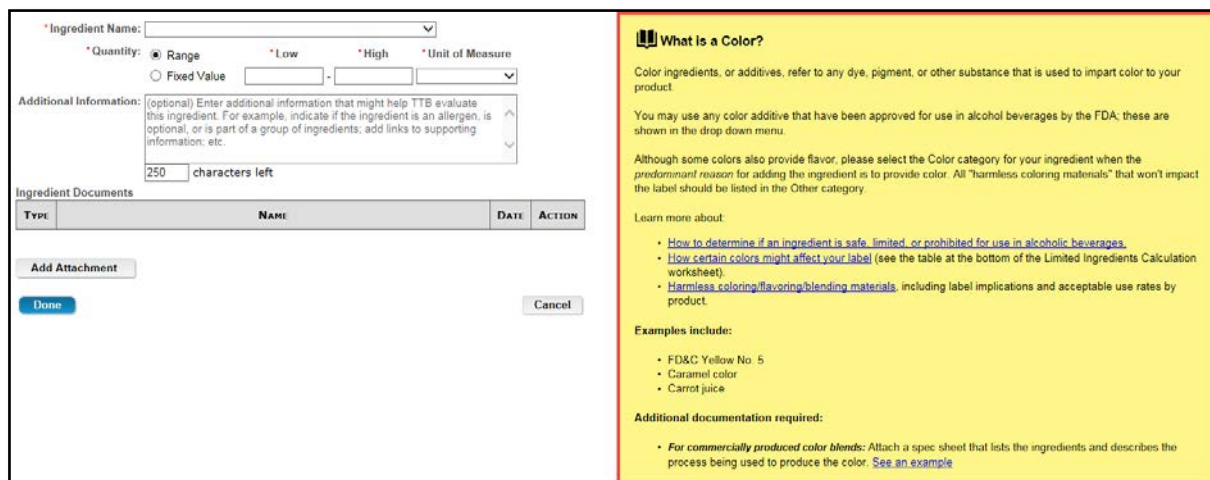 *Ingredient Name:
*Quantity: Range *Low *High *Unit of Measure
Fixed Value -
Additional Information: (optional) Enter additional information that might help TTB evaluate
this ingredient. For example, indicate if the ingredient is an allergen, is
optional, or is part of a group of ingredients; add links to supporting
information; etc.
250 characters left
Ingredient Documents
TYPE NAME DATE ACTION
Add Attachment
Done Cancel
What is a Color?
Color ingredients, or additives, refer to any dye, pigment, or other substance that is used to impart color to your
product.
You may use any color additive that have been approved for use in alcohol beverages by the FDA; these are
shown in the drop down menu.
Although some colors also provide flavor, please select the Color category for your ingredient when the
predominant reason for adding the ingredient is to provide color. All "harmless coloring materials" that won't impact
the label should be listed in the Other category.
Learn more about:
• How to determine if an ingredient is safe, limited, or prohibited for use in alcoholic beverages.
• How certain colors might affect your label (see the table at the bottom of the Limited Ingredients Calculation
worksheet).
• Harmless coloring/flavoring/blending materials, including label implications and acceptable use rates by
product.
Examples include:
• FD&C Yellow No. 5
• Caramel color
• Carrot juice
Additional documentation required:
• For commercially produced color blends: Attach a spec sheet that lists the ingredients and describes the
process being used to produce the color. See an example